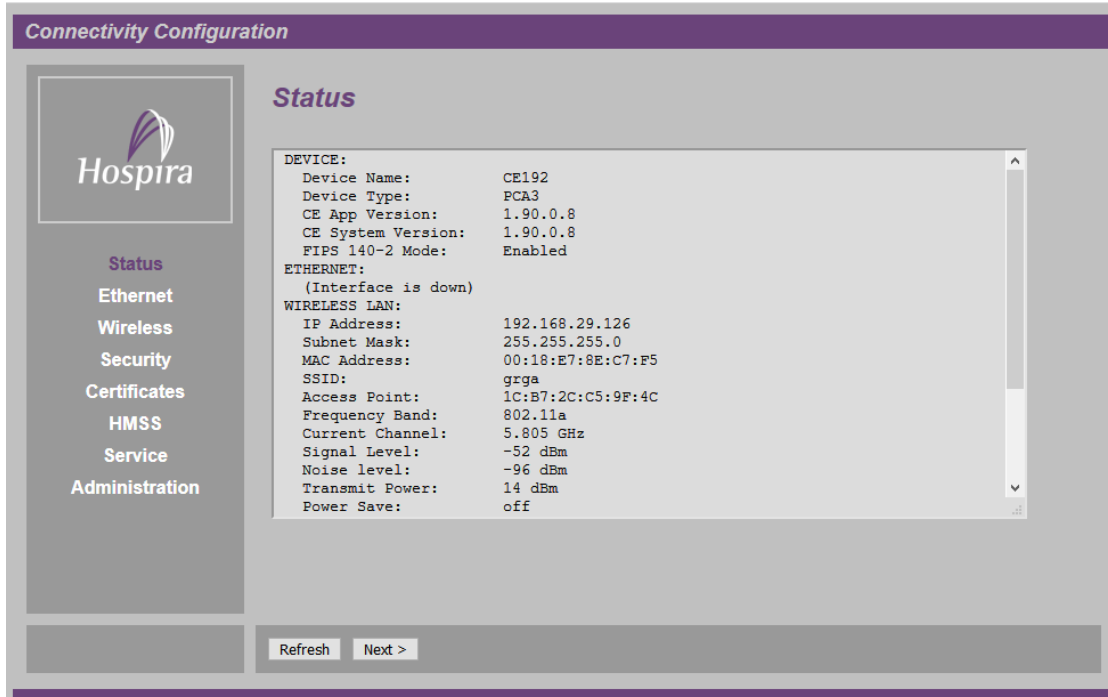 Connectivity Configuration
Hospira
Status
Ethernet
Wireless
Security
Certificates
HMSS
Service
Administration
Status
DEVICE:
Device Name: CE192
Device Type: PCA3
CE App Version: 1.90.0.8
CE System Version: 1.90.0.8
FIPS 140-2 Mode: Enabled
ETHERNET:
(Interface is down)
WIRELESS LAN:
IP Address: 192.168.29.126
Subnet Mask: 255.255.255.0
MAC Address: 00:18:E7:8E:C7:F5
SSID: grga
Access Point: 1C:B7:2C:C5:9F:4C
Frequency Band: 802.11a
Current Channel: 5.805 GHz
Signal Level: -52 dBm
Noise level: -96 dBm
Transmit Power: 14 dBm
Power Save: off
Refresh Next >